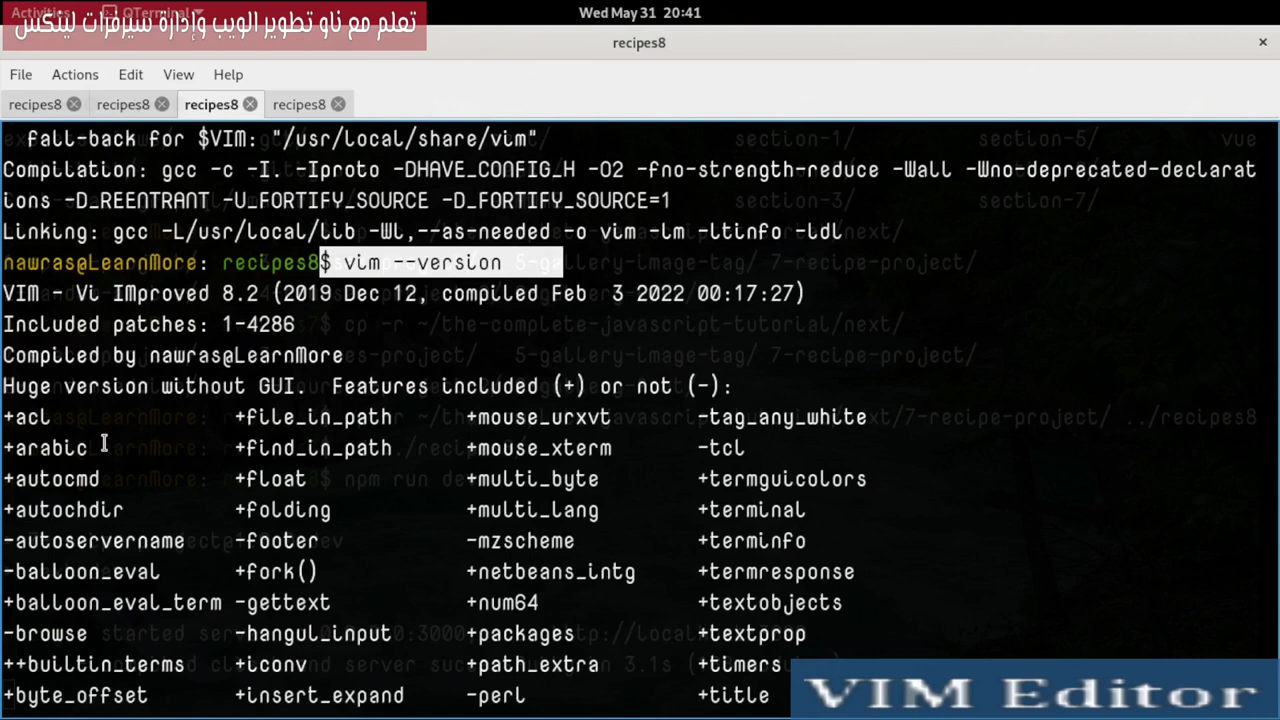 Activities QTerminal Wed May 31 20:41
تعلم مع ناو تطوير الويب وإدارة سيرفرات لينكس
recipes8
File Actions Edit View Help
recipes8 recipes8 recipes8 recipes8
fall-back for $VIM: "/usr/local/share/vim"
Compilation: gcc -c -I. -Iproto -DHAVE_CONFIG_H -O2 -fno-strength-reduce -Wall -Wno-deprecated-declarat
ions -D_REENTRANT -U_FORTIFY_SOURCE -D_FORTIFY_SOURCE=1
Linking: gcc -L/usr/local/lib -Wl,--as-needed -o vim -lm -ltinfo -ldl
nawras@LearnMore: recipes8$ vim --version
VIM - Vi IMproved 8.2 (2019 Dec 12, compiled Feb 3 2022 00:17:27)
Included patches: 1-4286
Compiled by nawras@LearnMore
Huge version without GUI. Features included (+) or not (-):
+acl +file_in_path +mouse_urxvt -tag_any_white
+arabic +find_in_path +mouse_xterm -tcl
+autocmd +float +multi_byte +termguicolors
+autochdir +folding +multi_lang +terminal
-autoservername -footer -mzscheme +terminfo
-balloon_eval +fork() +netbeans_intg +termresponse
+balloon_eval_term -gettext +num64 +textobjects
-browse -hangul_input +packages +textprop
++builtin_terms +iconv +path_extra +timers
+byte_offset +insert_expand -perl +title
VIM Editor